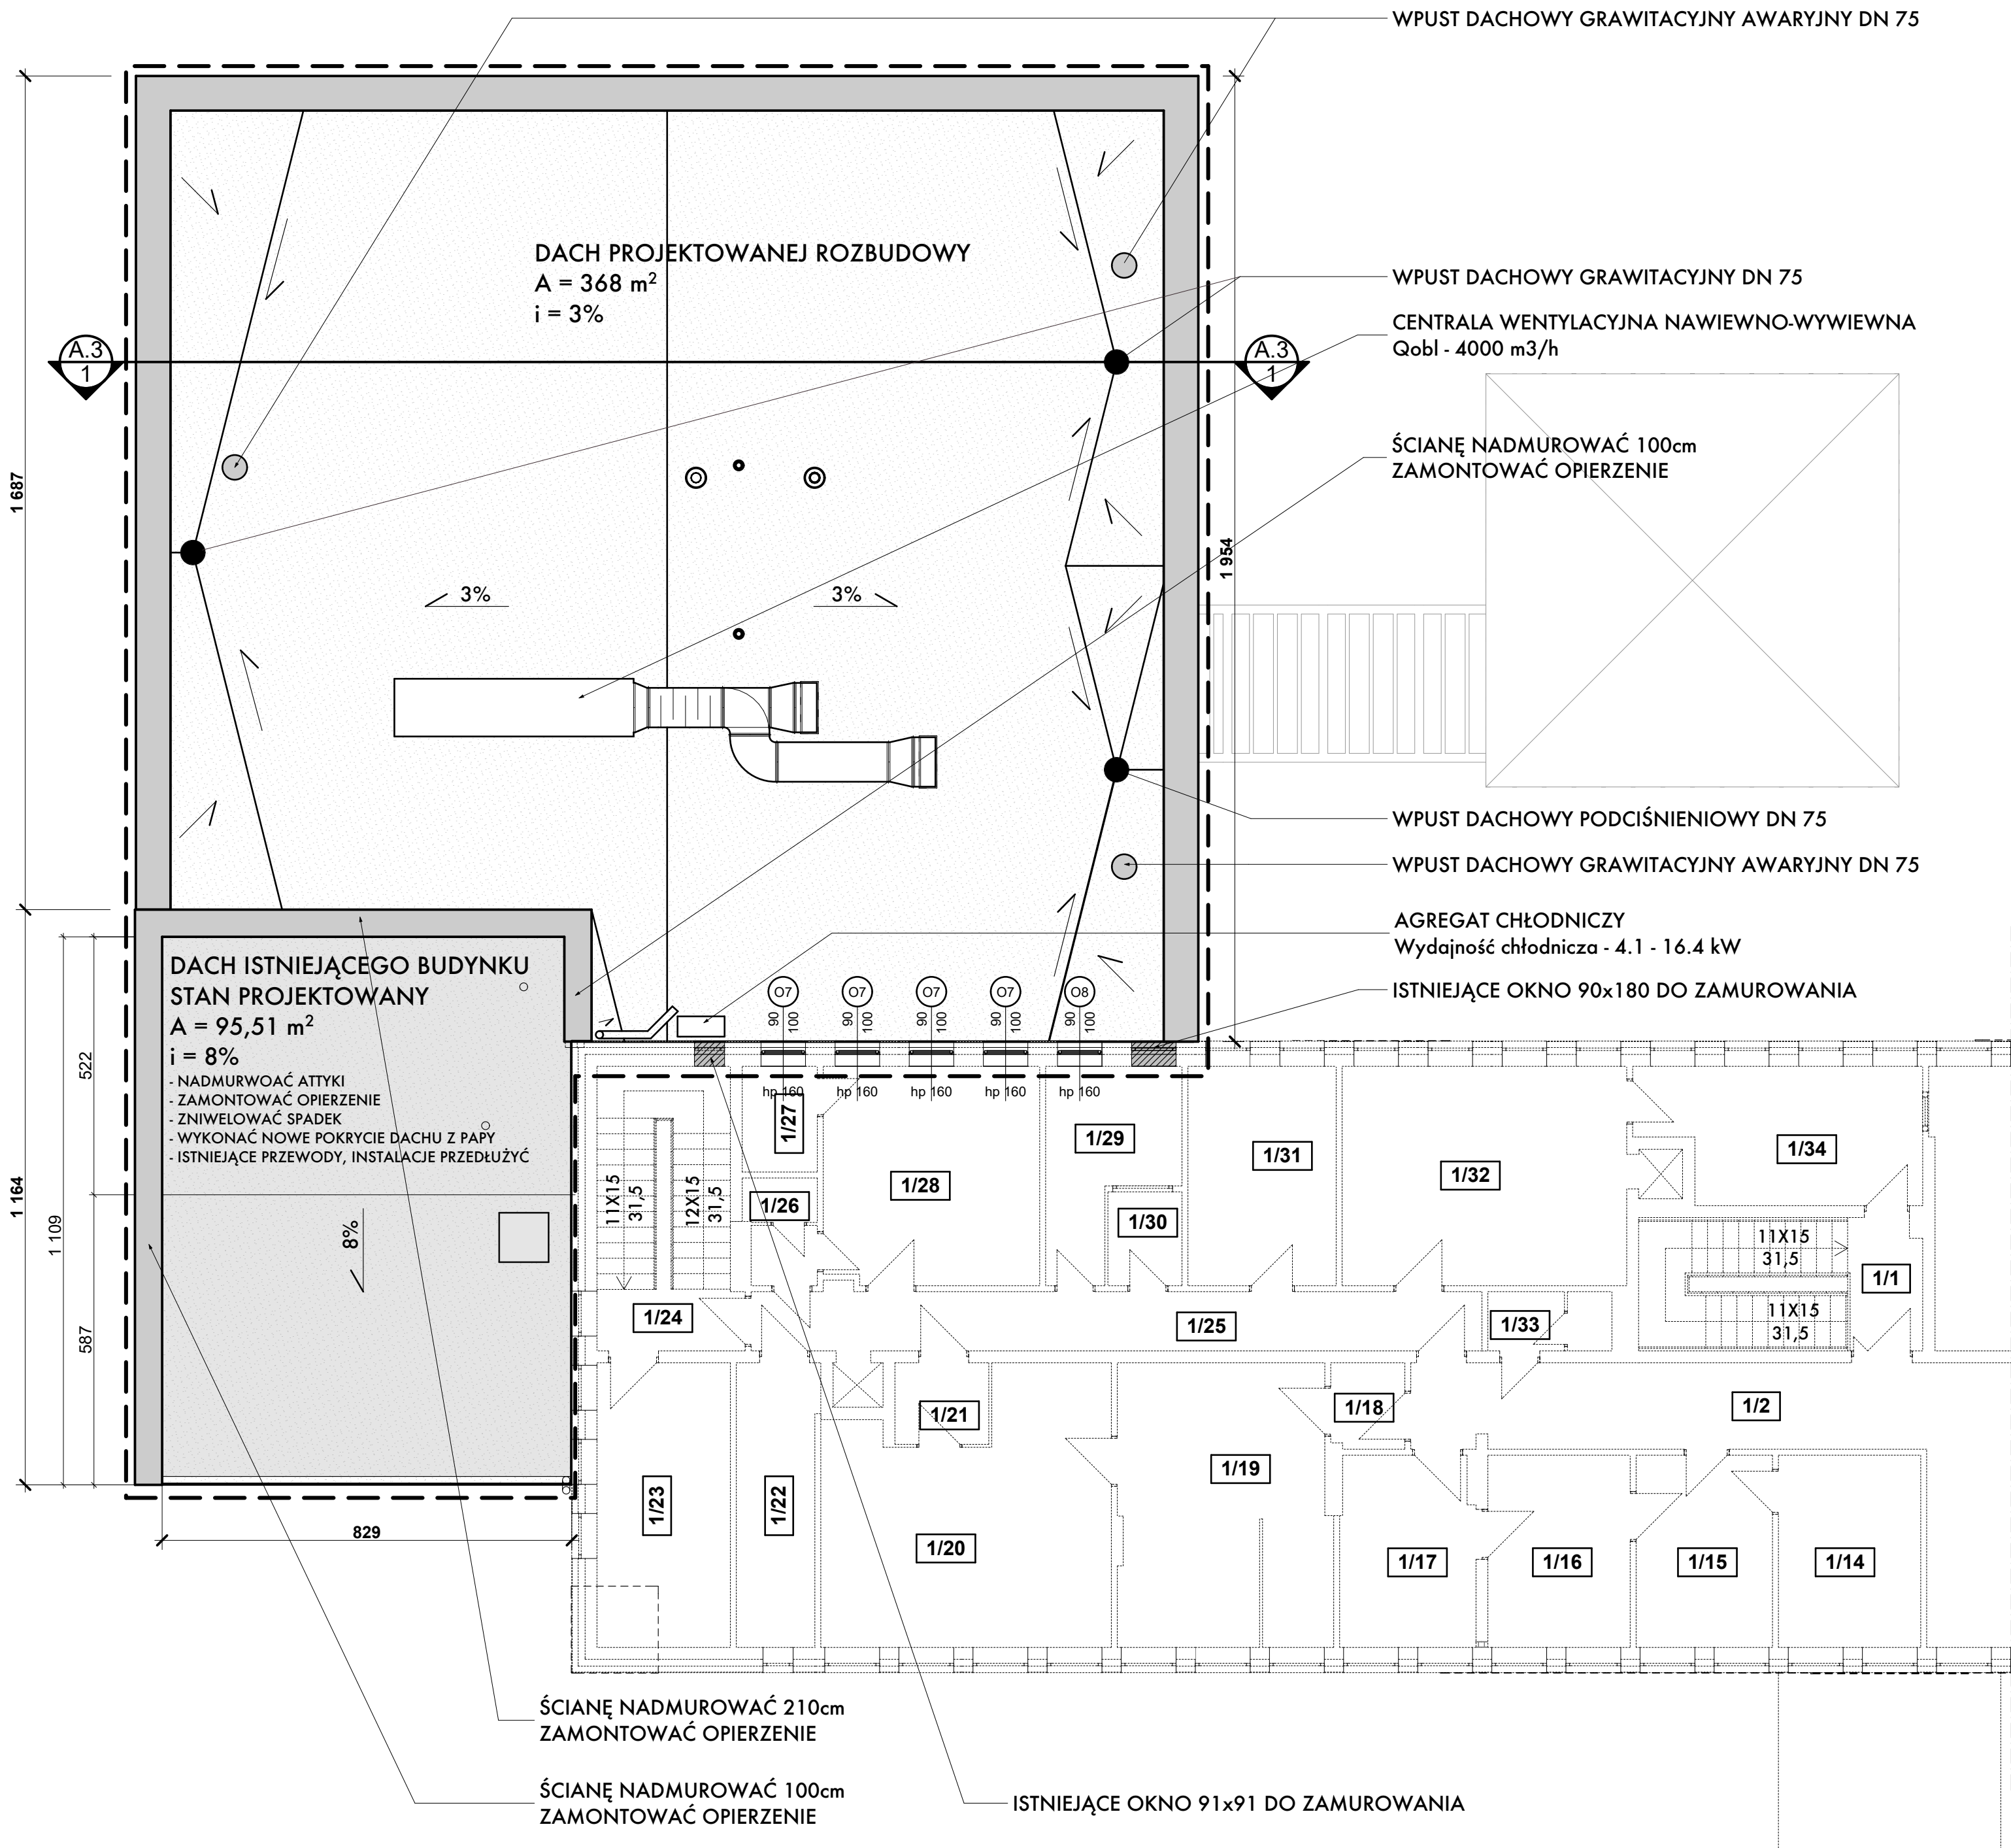 WPUST DACHOWY GRAWITACYJNY AWARYJNY DN 75
DACH PROJEKTOWANEJ ROZBUDOWY
A = 368 m²
i = 3%
WPUST DACHOWY GRAWITACYJNY DN 75
CENTRALA WENTYLACYJNA NAWIEWNO-WYWIEWNA
Qobl - 4000 m3/h
A.3
1
A.3
1
ŚCIANĘ NADMUROWAĆ 100cm
ZAMONTOWAĆ OPIERZENIE
1 687
1 954
3%
3%
WPUST DACHOWY PODCIŚNIENIOWY DN 75
WPUST DACHOWY GRAWITACYJNY AWARYJNY DN 75
AGREGAT CHŁODNICZY
Wydajność chłodnicza - 4.1 - 16.4 kW
ISTNIEJĄCE OKNO 90x180 DO ZAMUROWANIA
DACH ISTNIEJĄCEGO BUDYNKU
STAN PROJEKTOWANY
A = 95,51 m²
i = 8%
- NADMURWOAĆ ATTYKI
- ZAMONTOWAĆ OPIERZENIE
- ZNIWELOWAĆ SPADEK
- WYKONAĆ NOWE POKRYCIE DACHU Z PAPY
- ISTNIEJĄCE PRZEWODY, INSTALACJE PRZEDŁUŻYĆ
O7
O7
O7
O7
O8
90
100
90
100
90
100
90
100
90
100
hp 160
hp 160
hp 160
hp 160
hp 160
522
1 164
1 109
587
8%
829
1/27
1/29
1/31
1/34
1/28
1/32
11X15
31,5
12X15
31,5
1/26
1/30
11X15
31,5
1/1
11X15
31,5
1/24
1/25
1/33
1/21
1/18
1/2
1/19
1/23
1/22
1/20
1/17
1/16
1/15
1/14
ŚCIANĘ NADMUROWAĆ 210cm
ZAMONTOWAĆ OPIERZENIE
ŚCIANĘ NADMUROWAĆ 100cm
ZAMONTOWAĆ OPIERZENIE
ISTNIEJĄCE OKNO 91x91 DO ZAMUROWANIA